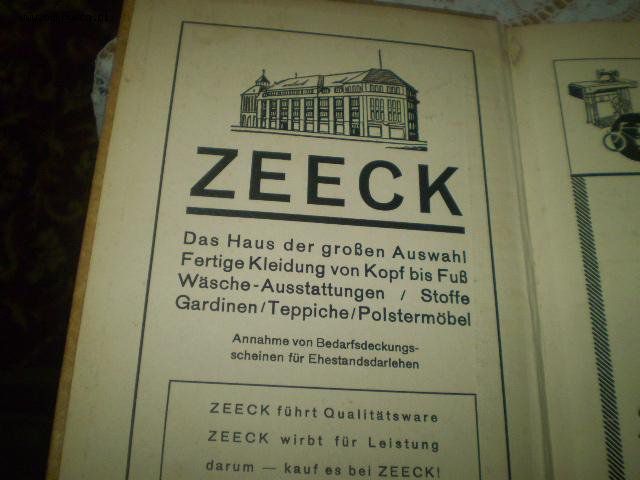 ZEECK
Das Haus der großen Auswahl
Fertige Kleidung von Kopf bis Fuß
Wäsche-Ausstattungen / Stoffe
Gardinen/Teppiche/Polstermöbel
Annahme von Bedarfsdeckungs-
scheinen für Ehestandsdarlehen
ZEECK führt Qualitätsware
ZEECK wirbt für Leistung
darum — kauf es bei ZEECK!